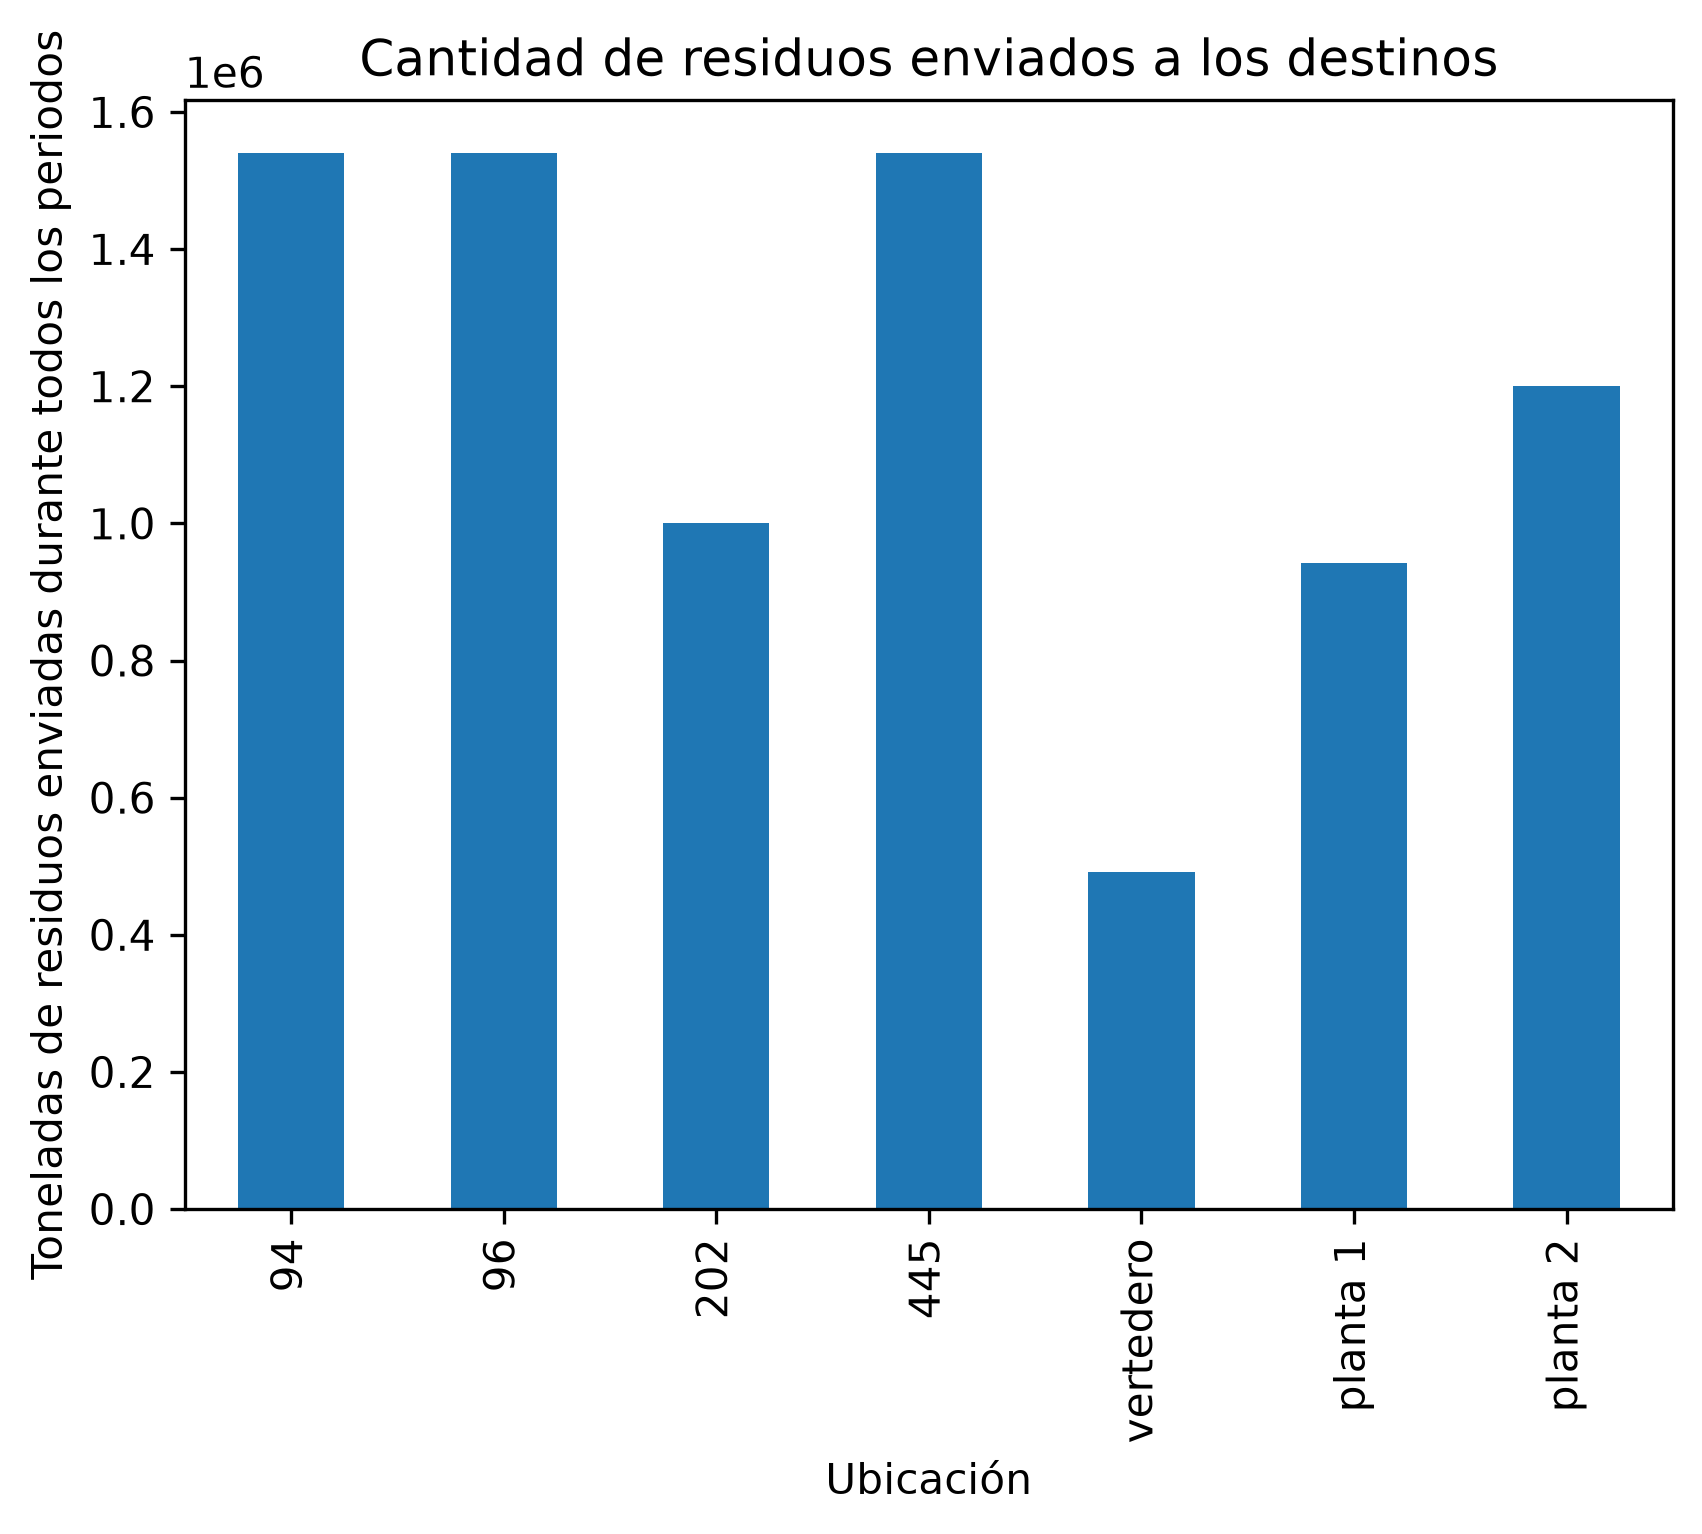 Cantidad de residuos enviados a los destinos
1e6
Toneladas de residuos enviadas durante todos los periodos
1.6
1.4
1.2
1.0
0.8
0.6
0.4
0.2
0.0
94
96
202
445
vertedero
planta 1
planta 2
Ubicación